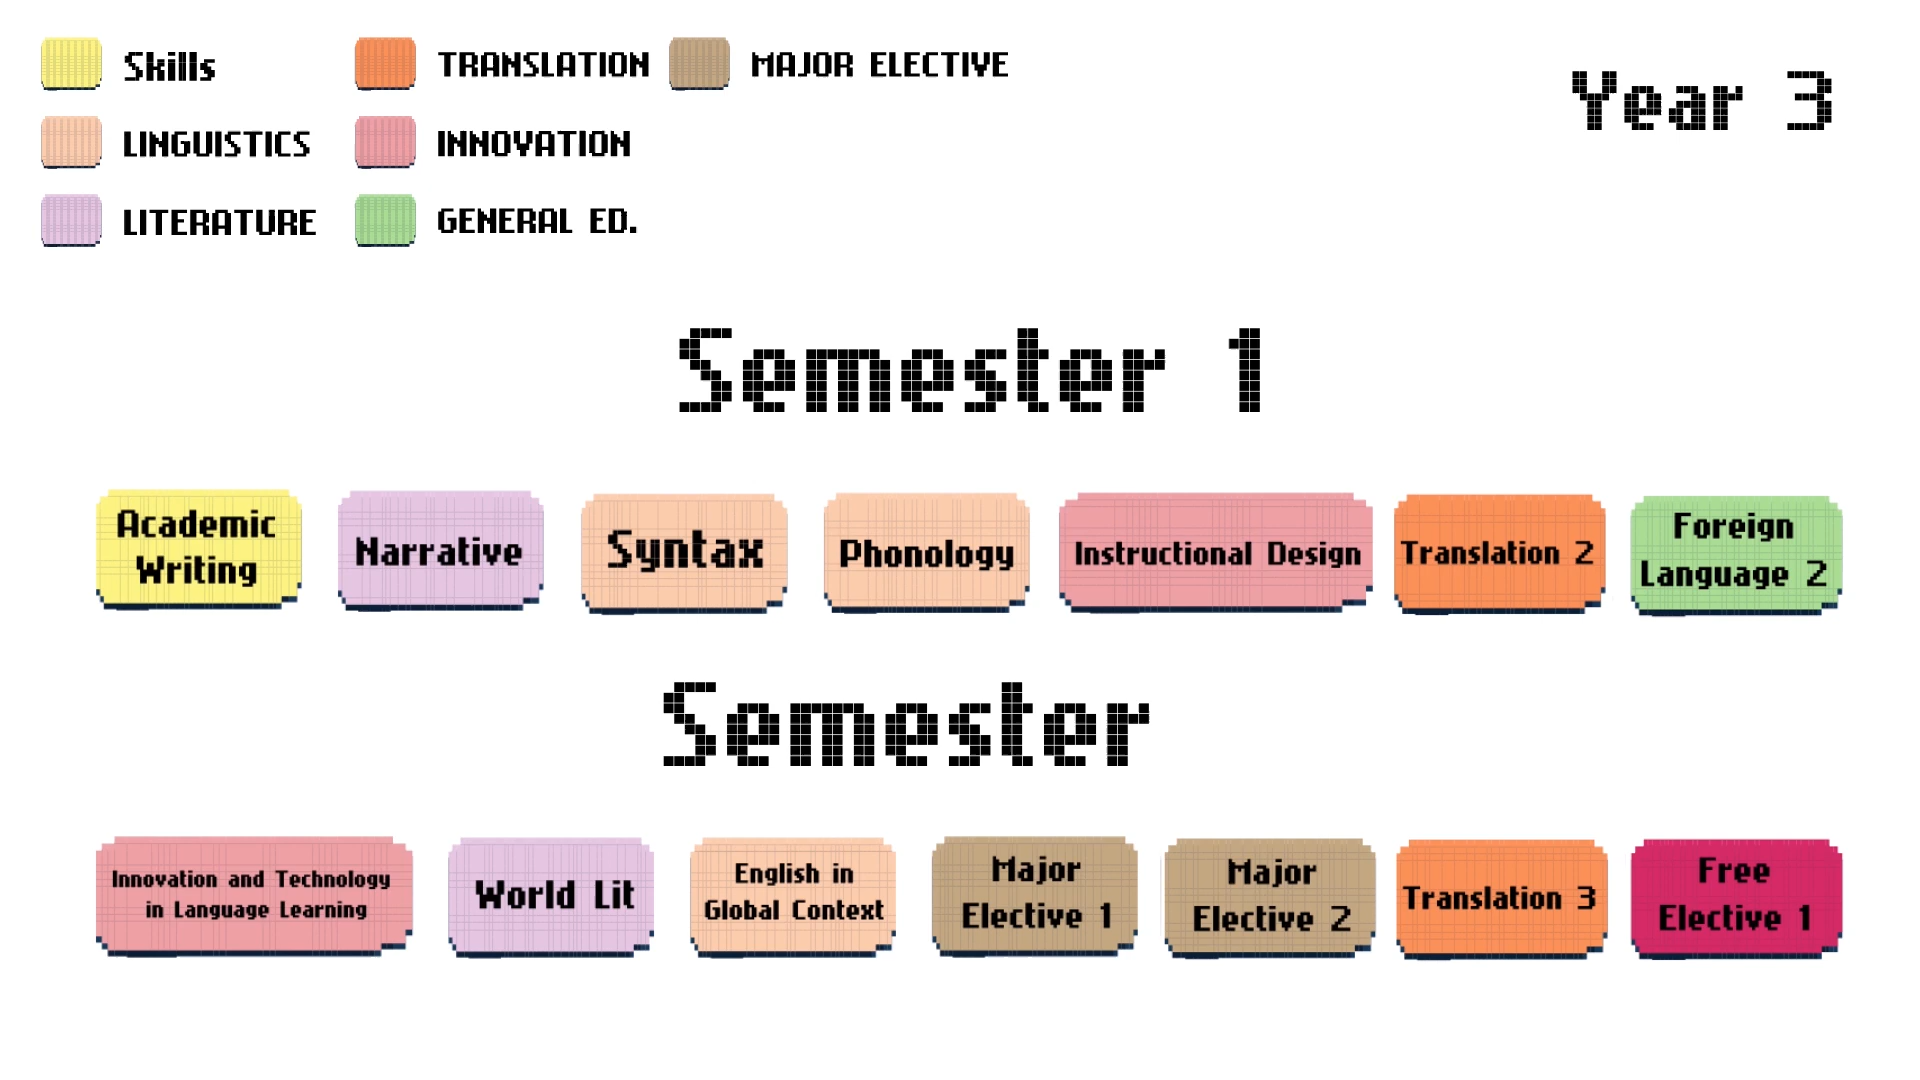 Skills
TRANSLATION
MAJOR ELECTIVE
Year 3
LINGUISTICS
INNOVATION
LITERATURE
GENERAL ED.
Semester 1
Academic
Writing
Narrative
Syntax
Phonology
Instructional Design
Translation 2
Foreign
Language 2
Semester
Innovation and Technology
in Language Learning
World Lit
English in
Global Context
Major
Elective 1
Major
Elective 2
Translation 3
Free
Elective 1